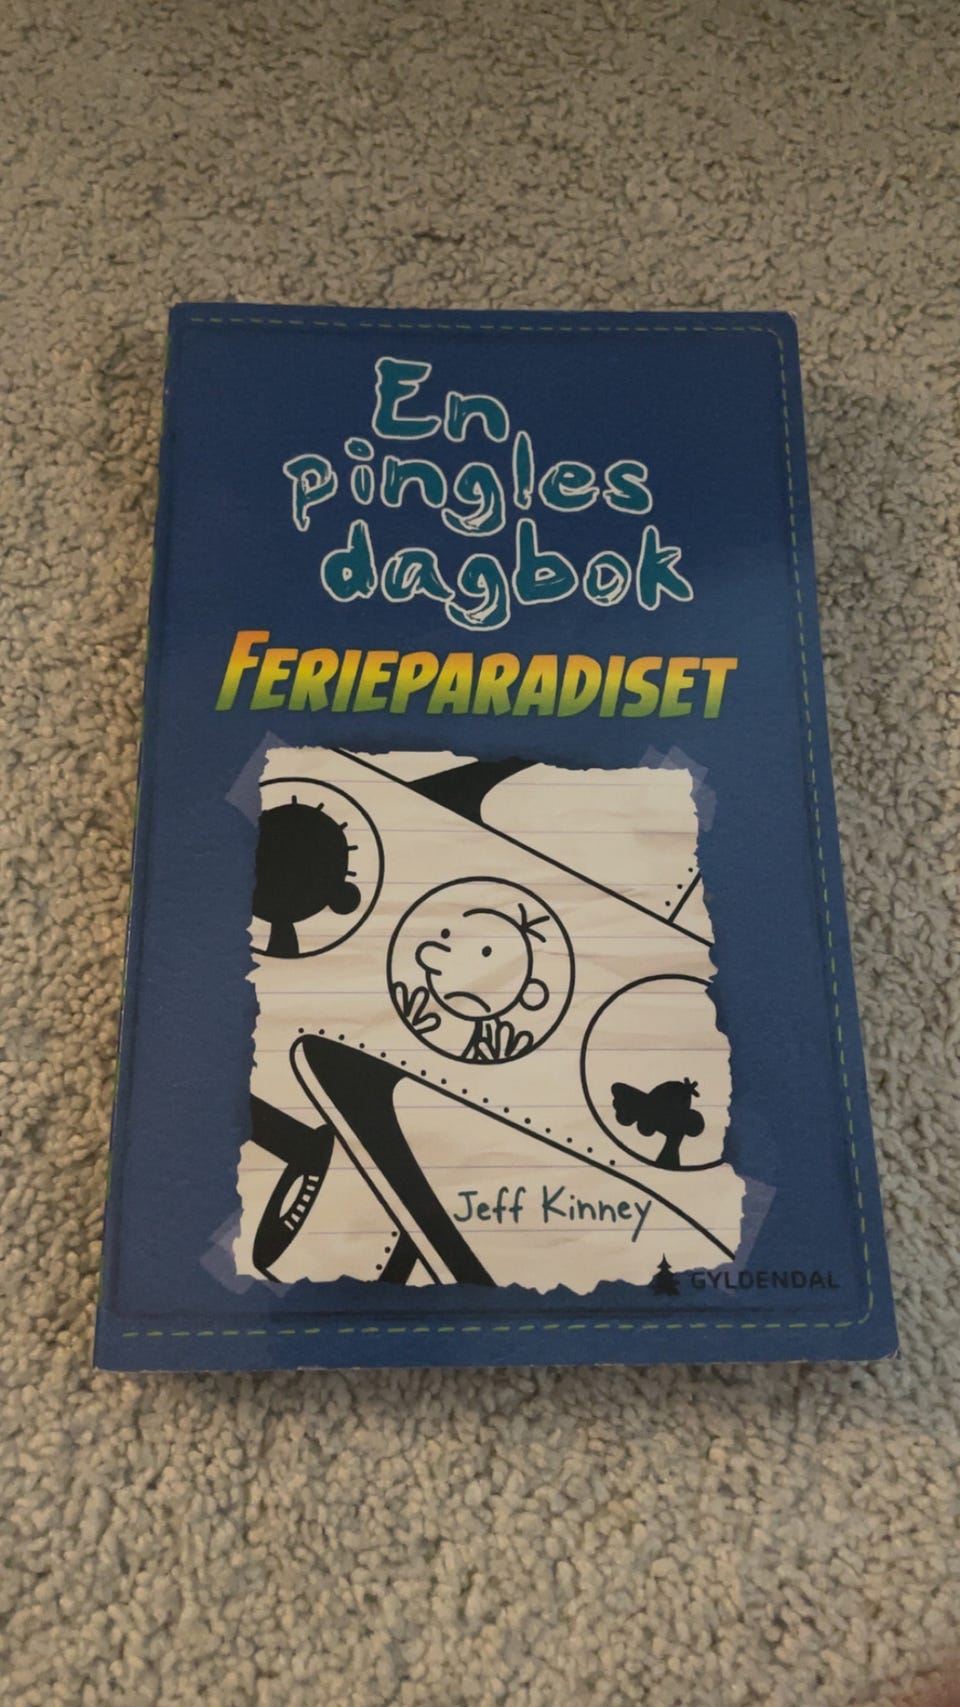 En
pingles
dagbok
FERIEPARADISET
Jeff Kinney
GYLDENDAL